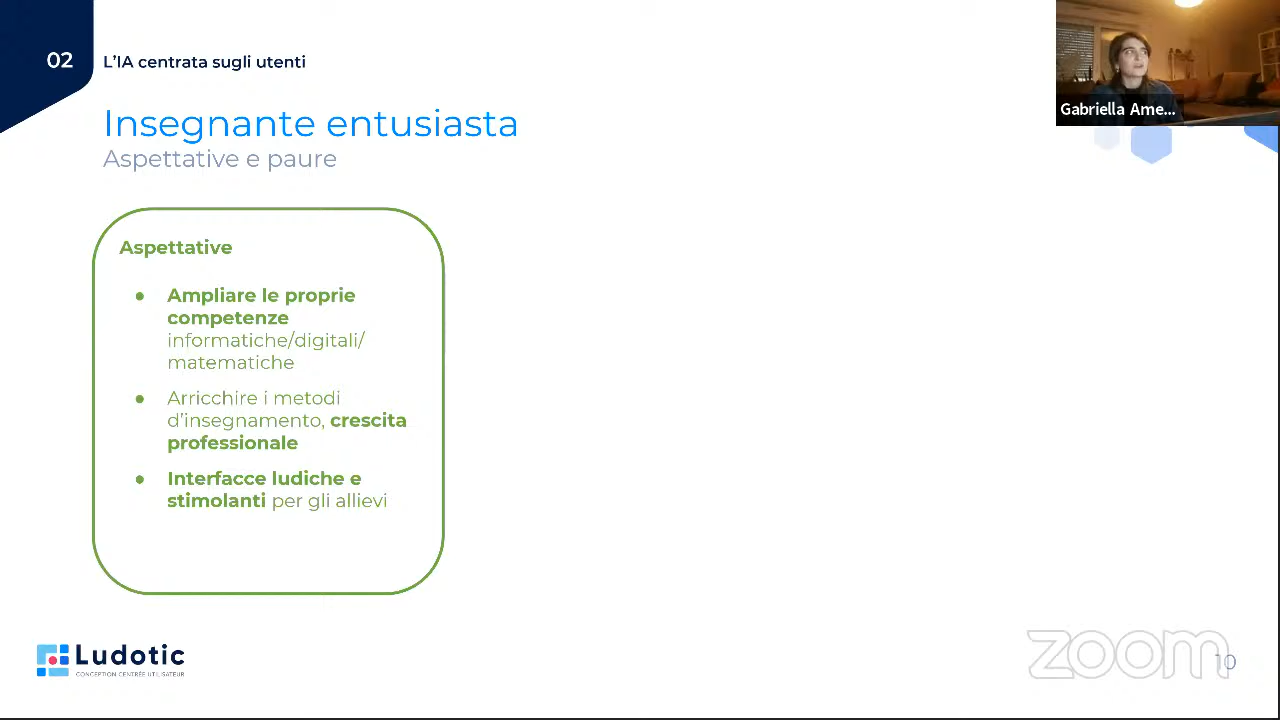 02
L'IA centrata sugli utenti
Insegnante entusiasta
Aspettative e paure
Gabriella Ame...
Aspettative
● Ampliare le proprie
competenze
informatiche/digitali/
matematiche
● Arricchire i metodi
d'insegnamento, crescita
professionale
● Interfacce ludiche e
stimolanti per gli allievi
Ludotic
CONCEPTION CENTRÉE UTILISATEUR
zoom
10